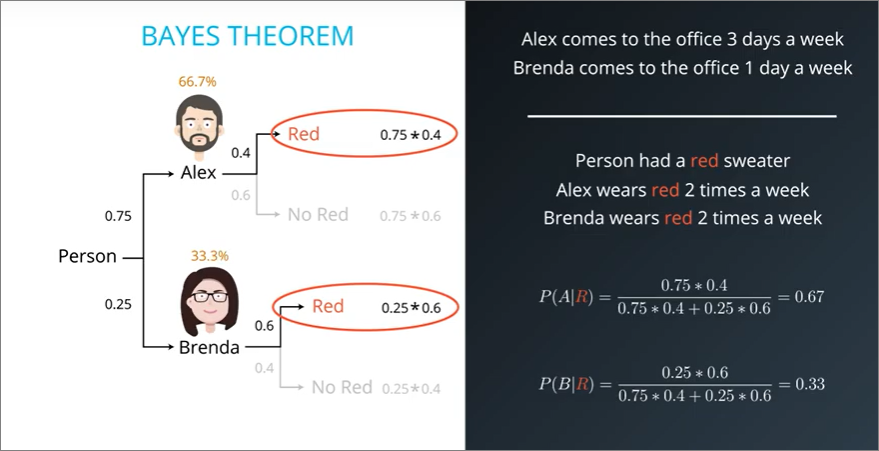 BAYES THEOREM
66.7%
0.4
Red
0.75*0.4
Alex
0.6
No Red
0.75*0.6
0.75
Person
0.25
33.3%
Red
0.25*0.6
0.6
Brenda
0.4
No Red
0.25*0.4
Alex comes to the office 3 days a week
Brenda comes to the office 1 day a week
Person had a red sweater
Alex wears red 2 times a week
Brenda wears red 2 times a week
P(A|R) = 0.75 * 0.4 / 0.75 * 0.4 + 0.25 * 0.6 = 0.67
P(B|R) = 0.25 * 0.6 / 0.75 * 0.4 + 0.25 * 0.6 = 0.33